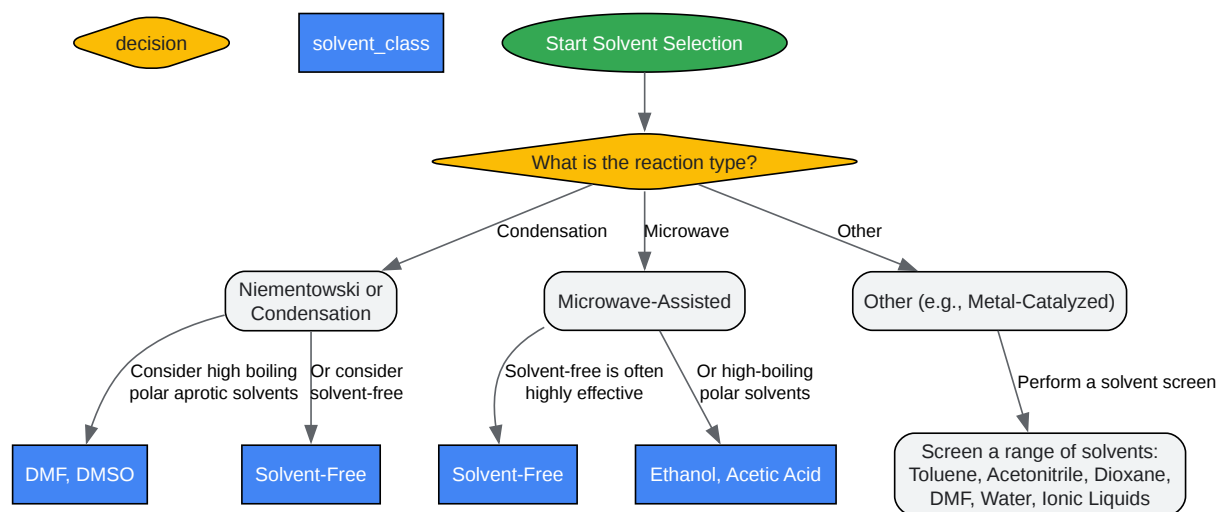 decision
solvent_class
Start Solvent Selection
What is the reaction type?
Condensation
Microwave
Other
Niementowski or
Condensation
Microwave-Assisted
Other (e.g., Metal-Catalyzed)
Consider high boiling
polar aprotic solvents
Or consider
solvent-free
Solvent-free is often
highly effective
Or high-boiling
polar solvents
Perform a solvent screen
DMF, DMSO
Solvent-Free
Solvent-Free
Ethanol, Acetic Acid
Screen a range of solvents:
Toluene, Acetonitrile, Dioxane,
DMF, Water, Ionic Liquids